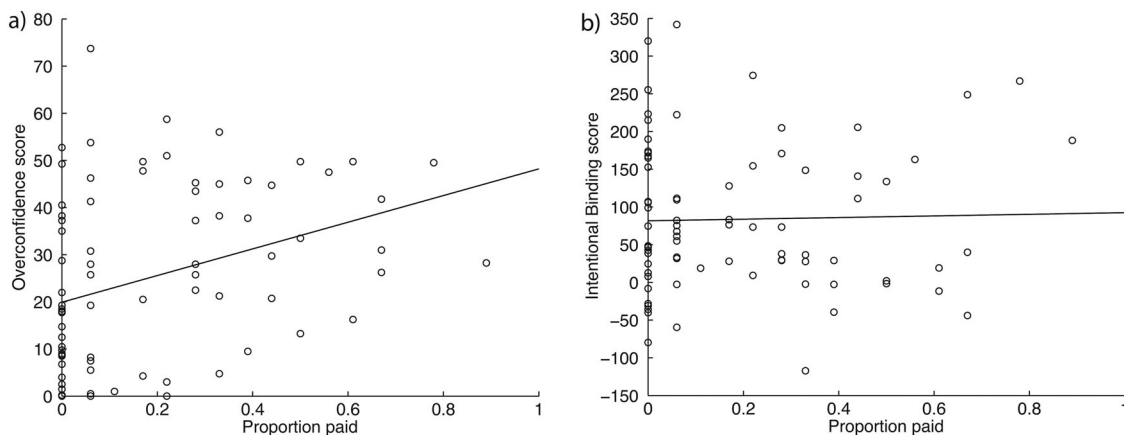 a)
80
70
60
50
40
30
20
10
0
Overconfidence score
0 0.2 0.4 0.6 0.8 1
Proportion paid
b)
350
300
250
200
150
100
50
0
−50
−100
−150
Intentional Binding score
0 0.2 0.4 0.6 0.8 1
Proportion paid